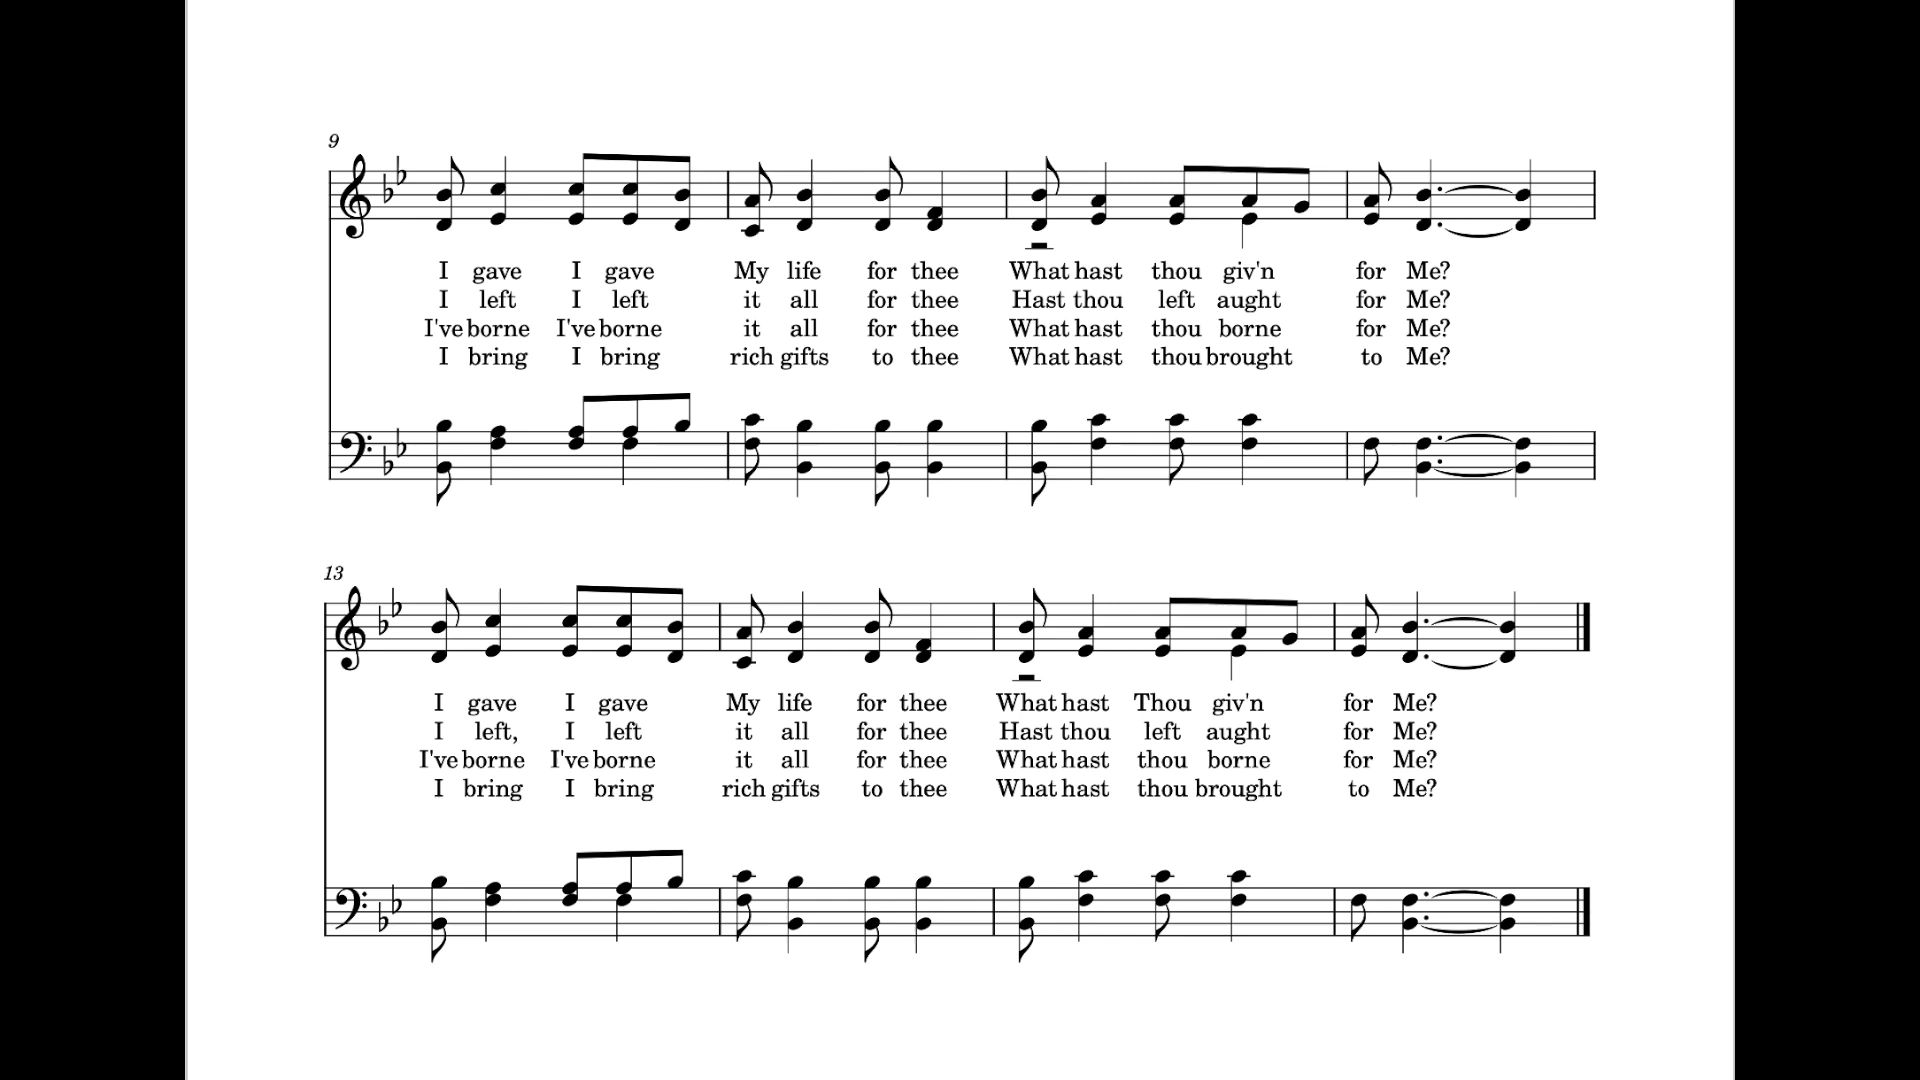 9
I gave I gave My life for thee What hast thou giv'n for Me?
I left I left it all for thee Hast thou left aught for Me?
I've borne I've borne it all for thee What hast thou borne for Me?
I bring I bring rich gifts to thee What hast thou brought to Me?
13
I gave I gave My life for thee What hast Thou giv'n for Me?
I left, I left it all for thee Hast thou left aught for Me?
I've borne I've borne it all for thee What hast thou borne for Me?
I bring I bring rich gifts to thee What hast thou brought to Me?